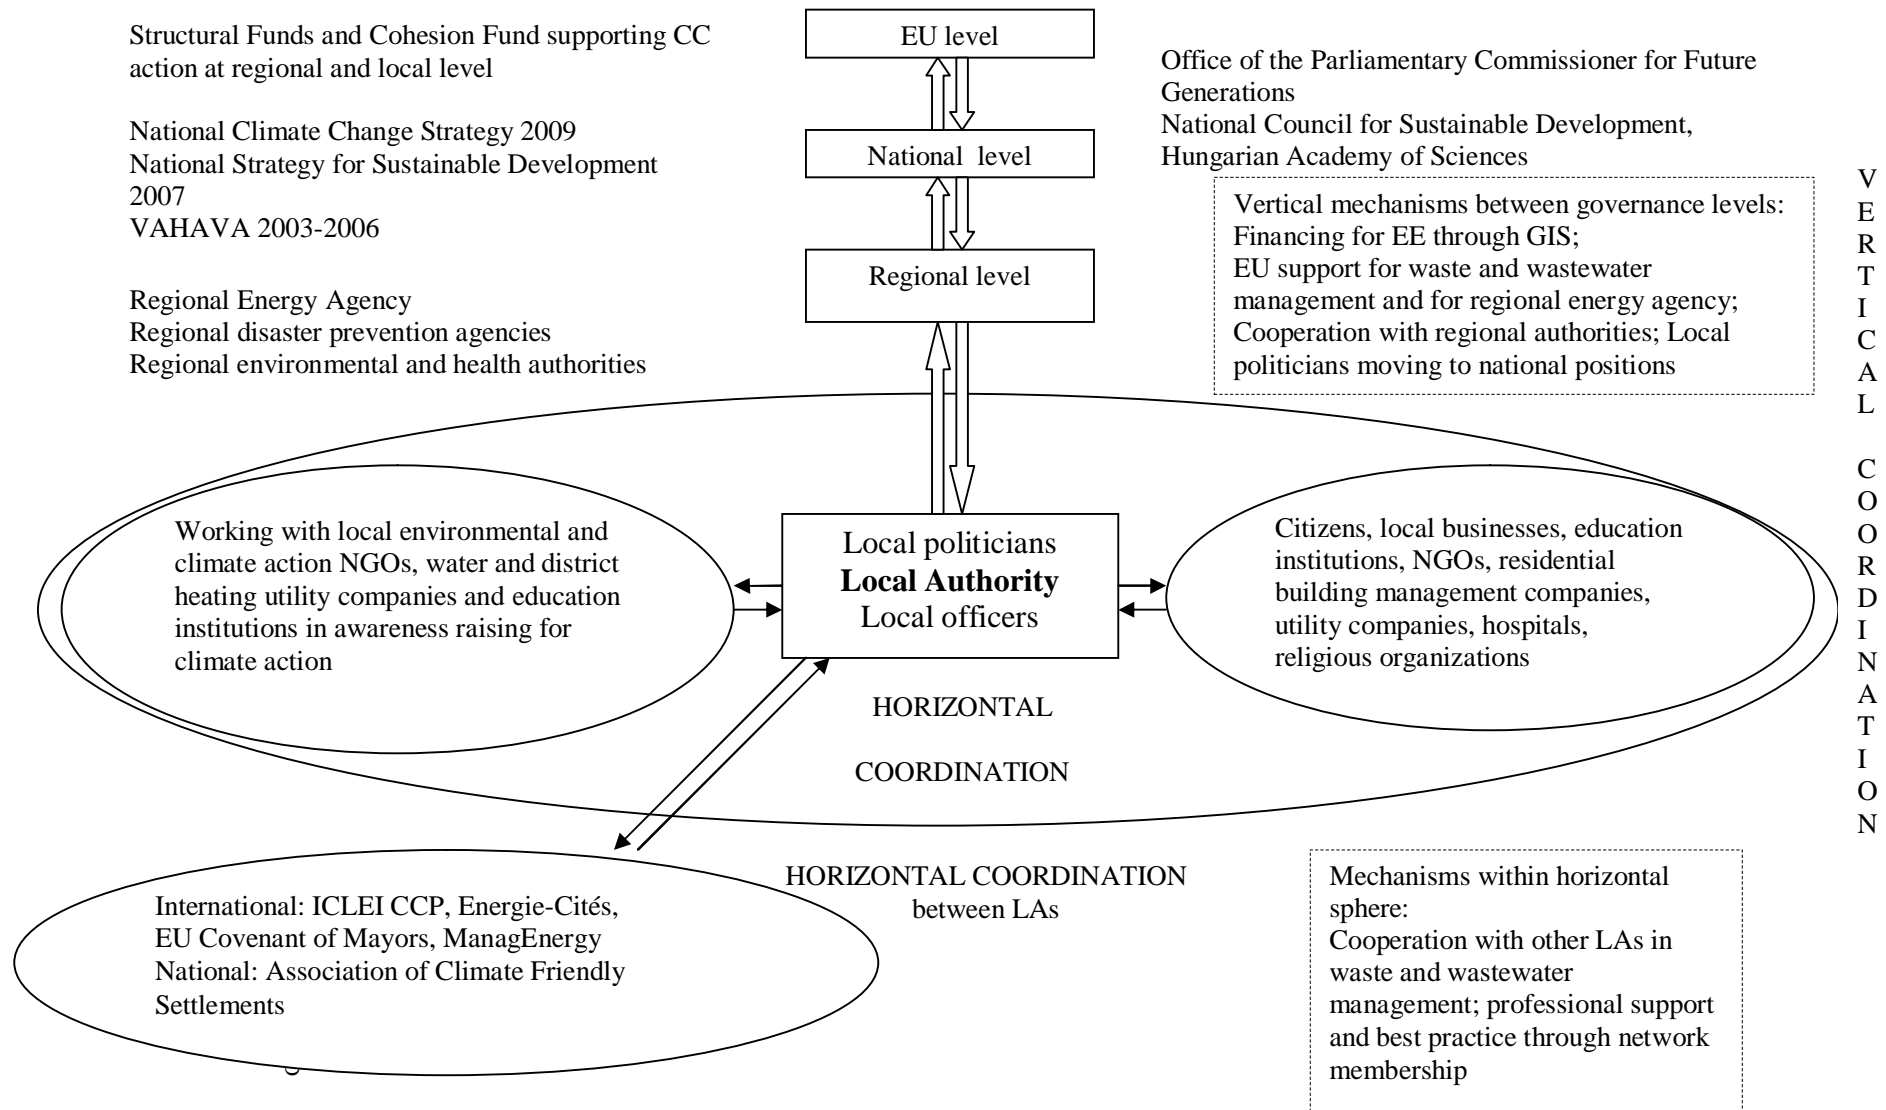 Structural Funds and Cohesion Fund supporting CC
action at regional and local level
EU level
Office of the Parliamentary Commissioner for Future
Generations
National Council for Sustainable Development,
Hungarian Academy of Sciences
National Climate Change Strategy 2009
National Strategy for Sustainable Development
2007
VAHAVA 2003-2006
National level
Vertical mechanisms between governance levels:
Financing for EE through GIS;
EU support for waste and wastewater
management and for regional energy agency;
Cooperation with regional authorities; Local
politicians moving to national positions
Regional level
Regional Energy Agency
Regional disaster prevention agencies
Regional environmental and health authorities
VERTICAL COORDINATION
Working with local environmental and
climate action NGOs, water and district
heating utility companies and education
institutions in awareness raising for
climate action
Local politicians
Local Authority
Local officers
Citizens, local businesses, education
institutions, NGOs, residential
building management companies,
utility companies, hospitals,
religious organizations
HORIZONTAL
COORDINATION
HORIZONTAL COORDINATION
between LAs
International: ICLEI CCP, Energie-Cités,
EU Covenant of Mayors, ManagEnergy
National: Association of Climate Friendly
Settlements
Mechanisms within horizontal
sphere:
Cooperation with other LAs in
waste and wastewater
management; professional support
and best practice through network
membership